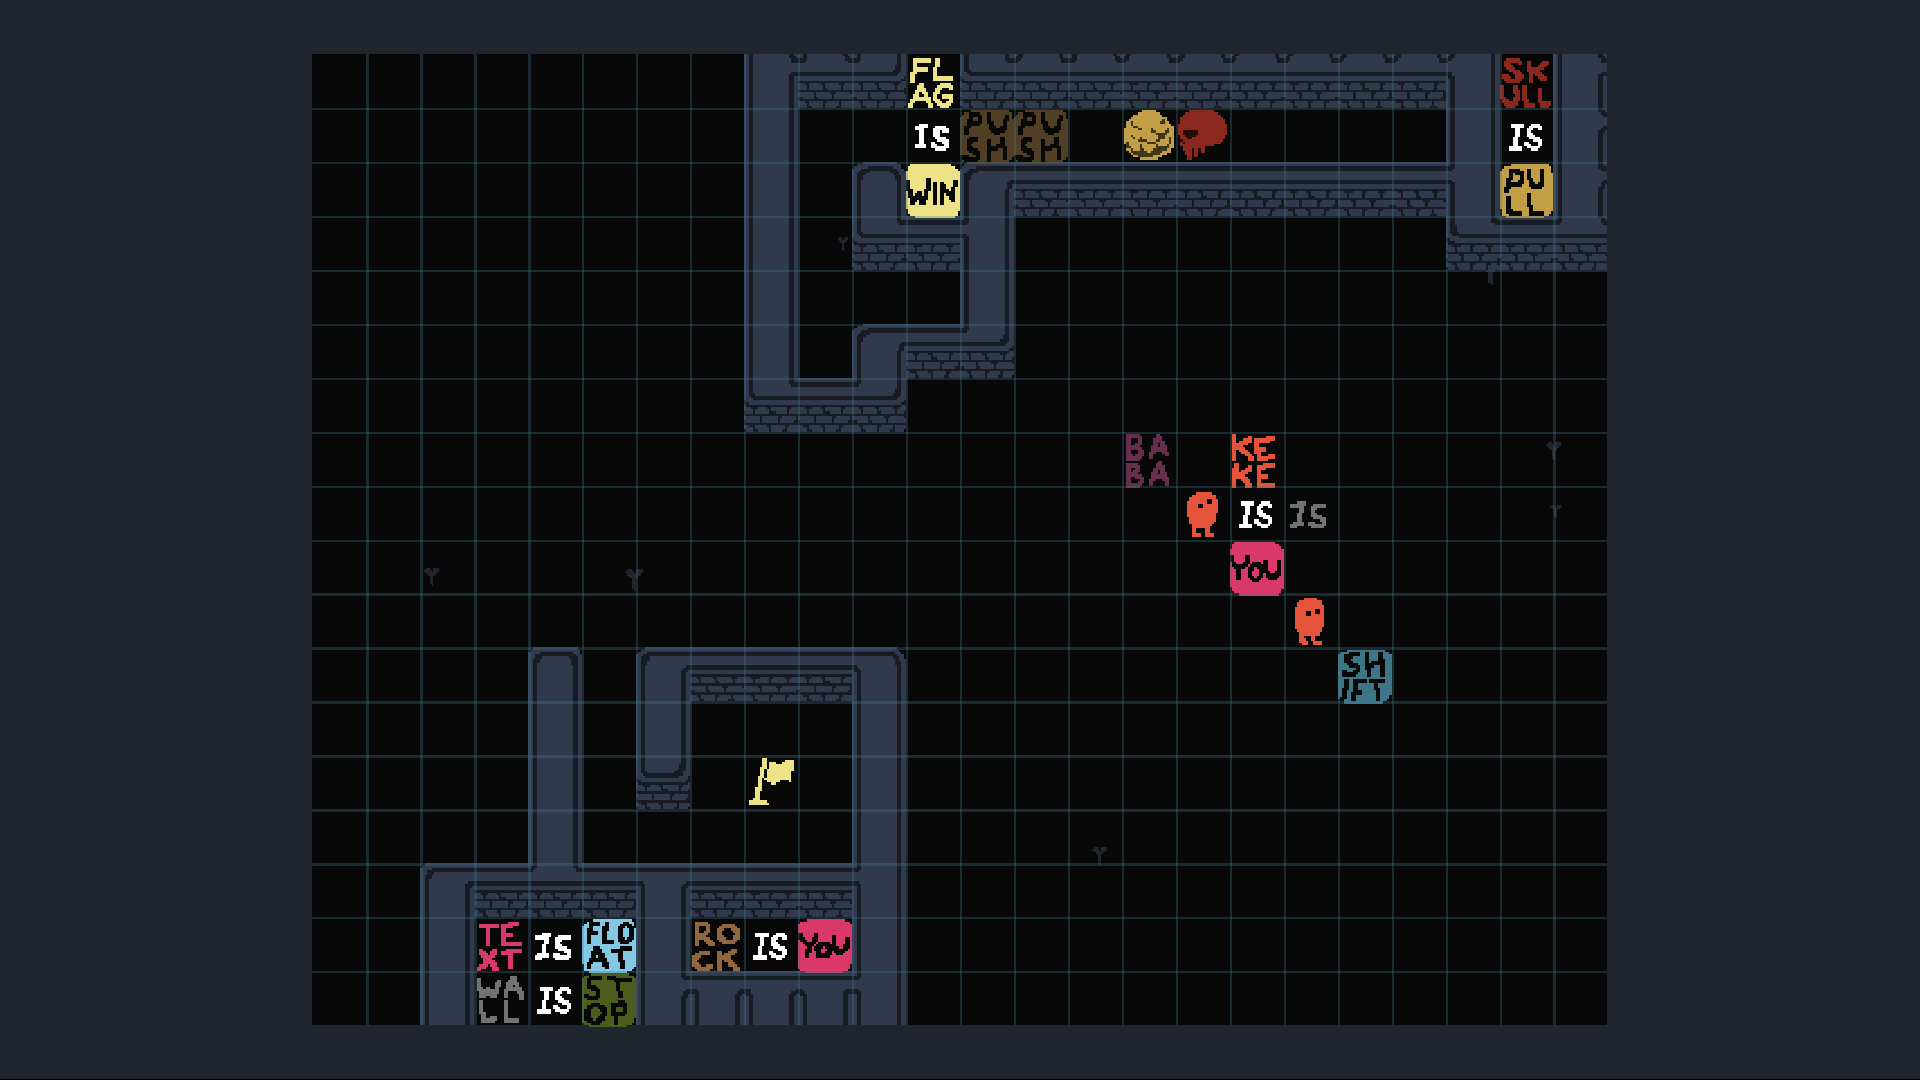 FLAG SKULL
IS PUSH PUSH IS
WIN PULL
BABA KEKE
IS IS
YOU
SHIFT
TEXT IS FLOAT ROCK IS YOU
WALL IS STOP